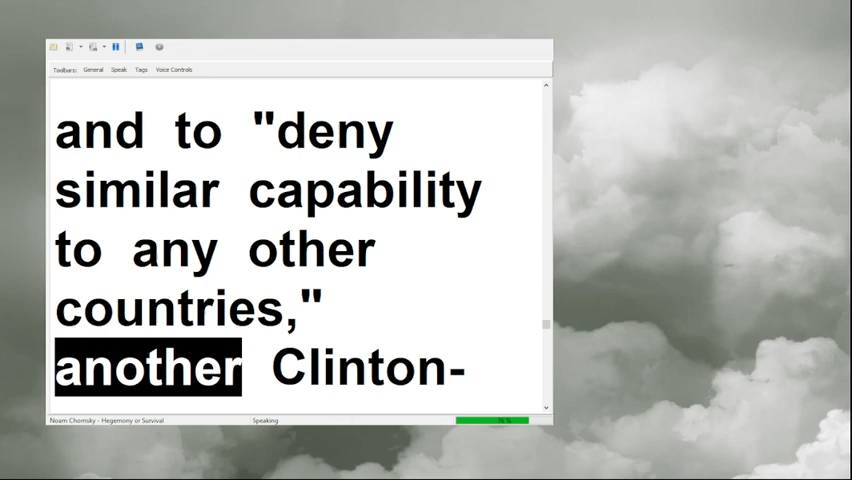 Toolbars: General Speak Tags Voice Controls
and to "deny
similar capability
to any other
countries,"
another Clinton-
Noam Chomsky - Hegemony or Survival Speaking 76 %